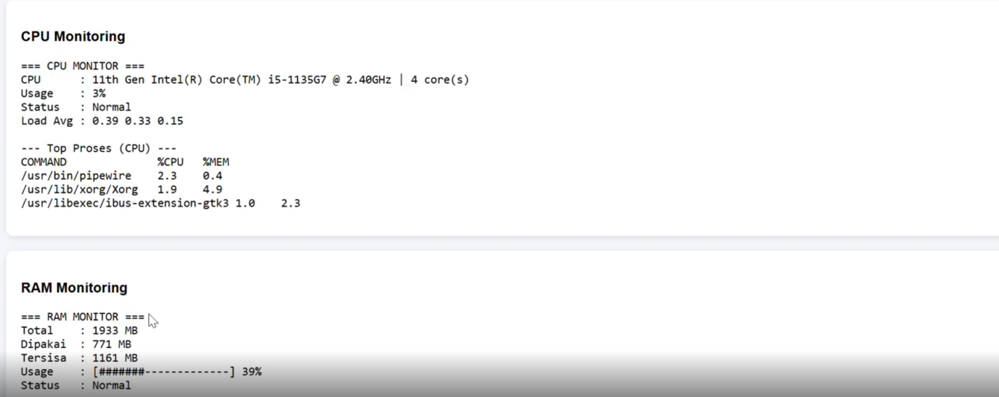 CPU Monitoring
=== CPU MONITOR ===
CPU      : 11th Gen Intel(R) Core(TM) i5-1135G7 @ 2.40GHz | 4 core(s)
Usage    : 3%
Status   : Normal
Load Avg : 0.39 0.33 0.15
--- Top Proses (CPU) ---
COMMAND              %CPU   %MEM
/usr/bin/pipewire    2.3    0.4
/usr/lib/xorg/Xorg   1.9    4.9
/usr/libexec/ibus-extension-gtk3 1.0    2.3
RAM Monitoring
=== RAM MONITOR ===
Total    : 1933 MB
Dipakai  : 771 MB
Tersisa  : 1161 MB
Usage    : [#######-------------] 39%
Status   : Normal